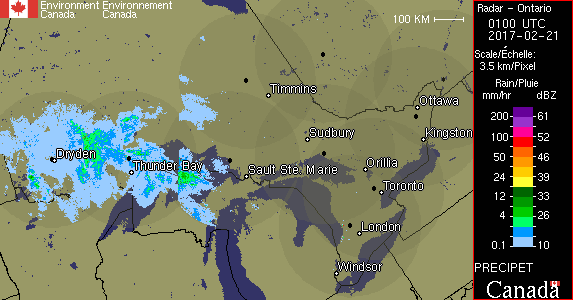 Environment Environnement
Canada Canada
100 KM
Timmins
Ottawa
Sudbury
Kingston
Dryden
Thunder Bay
Sault Ste. Marie
Orillia
Toronto
London
Windsor
Radar - Ontario
0100 UTC
2017-02-21
Scale/Échelle:
3.5 km/Pixel
Rain/Pluie
mm/hr dBZ
200 61
100 52
50 46
24 39
12 34
4 26
0.1 10
PRECIPET
Canada